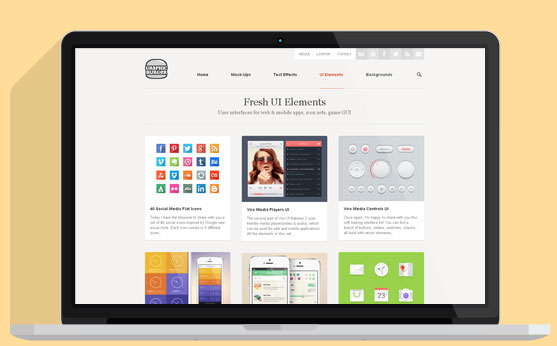 About License Contact
GRAPHIC
BURGER
Home Mock-Ups Text Effects UI Elements Backgrounds
Fresh UI Elements
User interfaces for web & mobile apps, icon sets, game GUI
40 Social Media Flat Icons
Today I have the pleasure to share with you a
set of 40 social icons inspired by Google new
visual style. Each icon comes in 4 different
sizes.
Vira Media Players UI
The second part of Vira UI features 2 user
friendly media players(video & audio), which
can be used for web and mobile applications.
All the elements in this set
Vira Media Controls UI
Once again, I'm happy to share with you this
soft looking interface kit! You can find a
bunch of buttons, sliders, switches, checks,
all build with vector elements
23